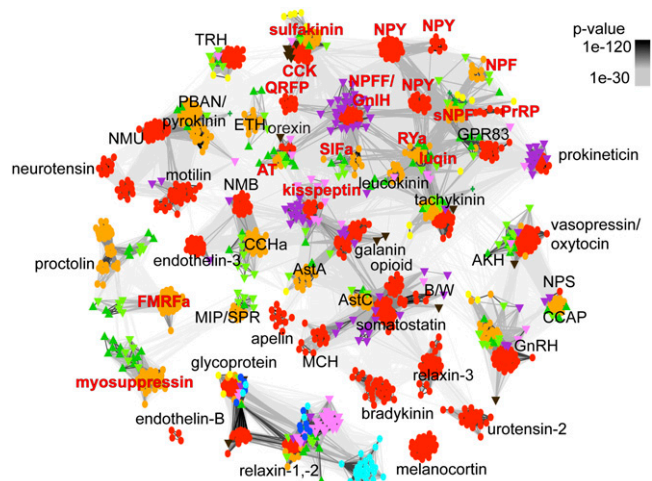 sulfakinin
NPY
NPY
p-value
1e-120
1e-30
TRH
CCK
NPF
QRFP
NPFF/
GnIH
NPY
PBAN/
pyrokinin
sNPF
PrRP
ETH
orexin
NMU
RYa
GPR83
SIFa
luqin
prokineticin
AT
neurotensin
leucokinin
motilin
NMB
kisspeptin
tachykinin
vasopressin/
oxytocin
endothelin-3
CCHa
galanin
proctolin
opioid
AKH
AstA
NPS
B/W
FMRFa
MIP/SPR
AstC
CCAP
somatostatin
apelin
GnRH
MCH
glycoprotein
relaxin-3
myosuppressin
bradykinin
endothelin-B
urotensin-2
relaxin-1,-2
melanocortin